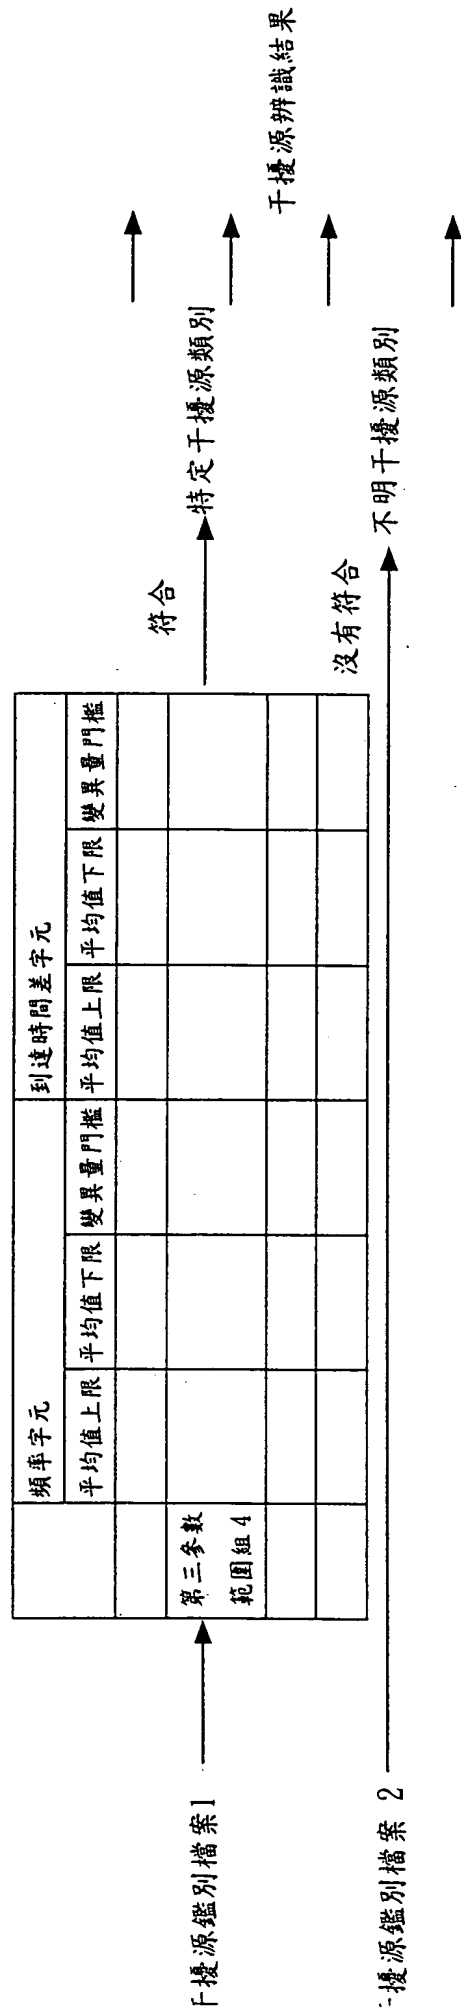 頻率字元
到達時間差字元
平均值上限
平均值下限
變異量門檻
平均值上限
平均值下限
變異量門檻
干擾源鑑別檔案1
第三參數
範圍組 4
符合
特定干擾源類別
擾源鑑別檔案 2
沒有符合
不明干擾源類別
干擾源辨識結果